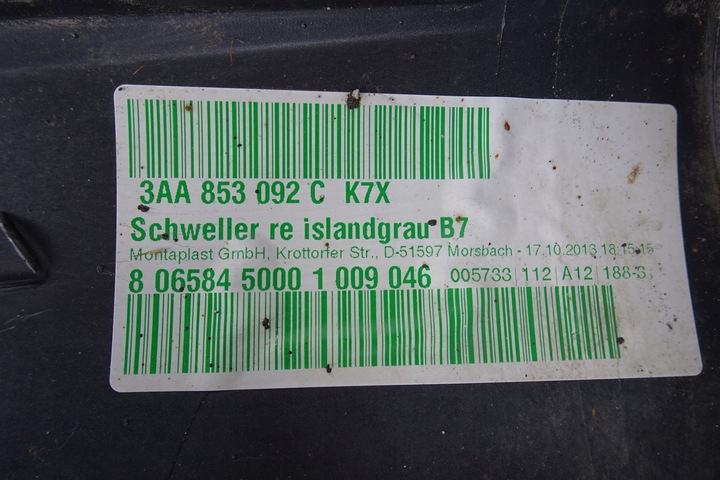 3AA 853 092 C K7X
Schweller re islandgrau B7
Montaplast GmbH, Krottorfer Str., D-51597 Morsbach - 17.10.2013 18:15:15
8 06584 5000 1 009 046 005733 112 A12 188-3